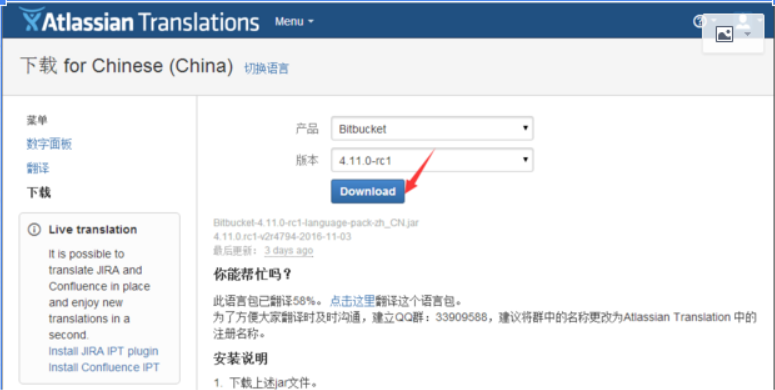 Atlassian Translations Menu
下载 for Chinese (China) 切换语言
菜单
数字面板
翻译
下载
Live translation
It is possible to
translate JIRA and
Confluence in place
and enjoy new
translations in a
second.
Install JIRA IPT plugin
Install Confluence IPT
产品 Bitbucket
版本 4.11.0-rc1
Download
Bitbucket-4.11.0-rc1-language-pack-zh_CN.jar
4.11.0.rc1-v2r4794-2016-11-03
最后更新: 3 days ago
你能帮忙吗？
此语言包已翻译58%。 点击这里翻译这个语言包。
为了方便大家翻译时及时沟通，建立QQ群：33909588，建议将群中的名称更改为Atlassian Translation 中的
注册名称。
安装说明
1. 下载上述jar文件。